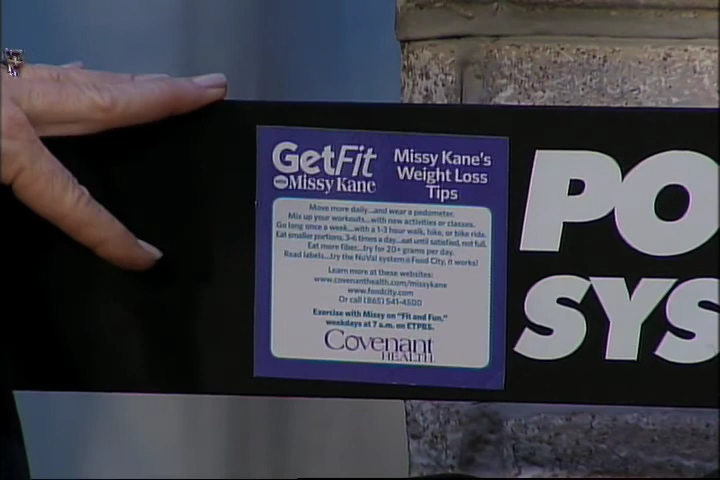 GetFit
with Missy Kane
Missy Kane's
Weight Loss
Tips
Move more daily...and wear a pedometer.
Mix up your workouts...with new activities or classes.
Go long once a week...with a 1-3 hour walk, hike, or bike ride.
Eat smaller portions, 3-6 times a day...eat until satisfied, not full.
Eat more fiber...try for 20+ grams per day.
Read labels...try the NuVal system @ Food City, it works!
Learn more at these websites:
www.covenanthealth.com/missykane
www.foodcity.com
Or call (865) 541-4500
Exercise with Missy on "Fit and Fun,"
weekdays at 7 a.m. on ETPBS.
Covenant
HEALTH
PO
SYS